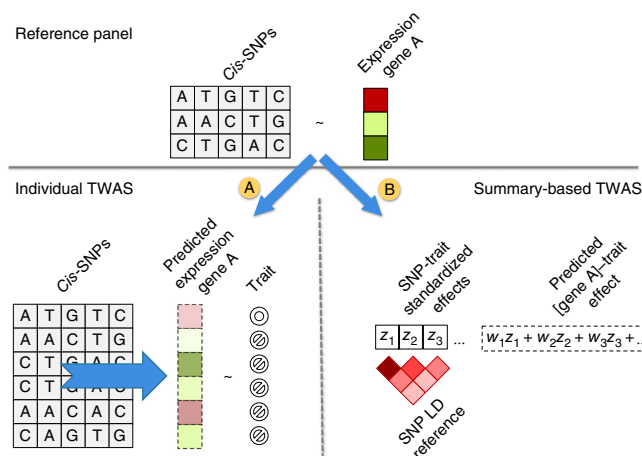 Reference panel
Cis-SNPs
Expression
gene A
A T G T C
A A C T G
C T G A C
~
Individual TWAS
A
B
Summary-based TWAS
Cis-SNPs
Predicted
expression
gene A
Trait
A T G T C
A A C T G
C T G A C
C T G A C
A A C A C
C A G T G
~
SNP-trait
standardized
effects
z1 z2 z3 ...
SNP LD
reference
Predicted
[gene A]–trait
effect
w1z1 + w2z2 + w3z3 + ..